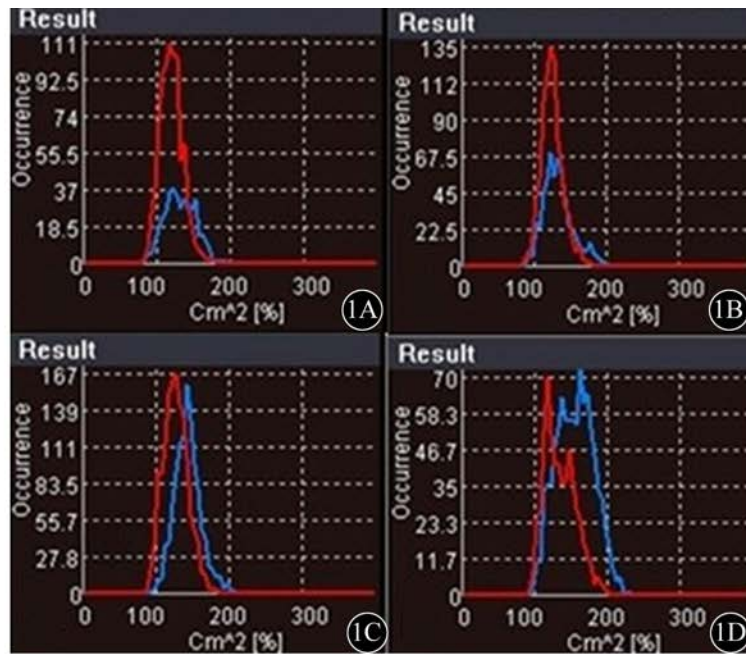 Result
Occurrence
111
92.5
74
55.5
37
18.5
0
0 100 200 300
Cm^2 [%]
1A
Result
Occurrence
135
112
90
67.5
45
22.5
0
0 100 200 300
Cm^2 [%]
1B
Result
Occurrence
167
139
111
83.5
55.7
27.8
0
0 100 200 300
Cm^2 [%]
1C
Result
Occurrence
70
58.3
46.7
35
23.3
11.7
0
0 100 200 300
Cm^2 [%]
1D